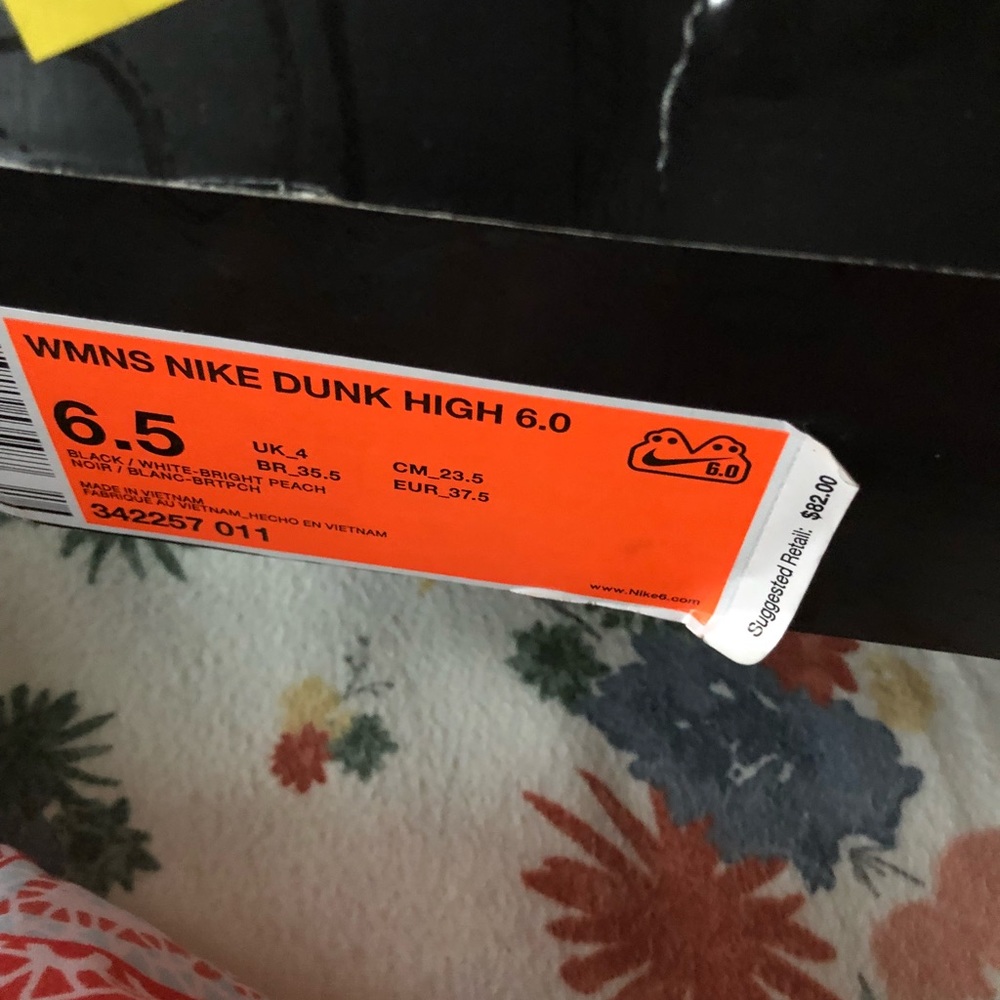 WMNS NIKE DUNK HIGH 6.0
6.5
UK_4
BR_35.5
CM_23.5
EUR_37.5
BLACK / WHITE-BRIGHT PEACH
NOIR / BLANC-BRTPCH
MADE IN VIETNAM
FABRIQUE AU VIETNAM_HECHO EN VIETNAM
342257 011
6.0
www.Nike6.com
Suggested Retail: $82.00